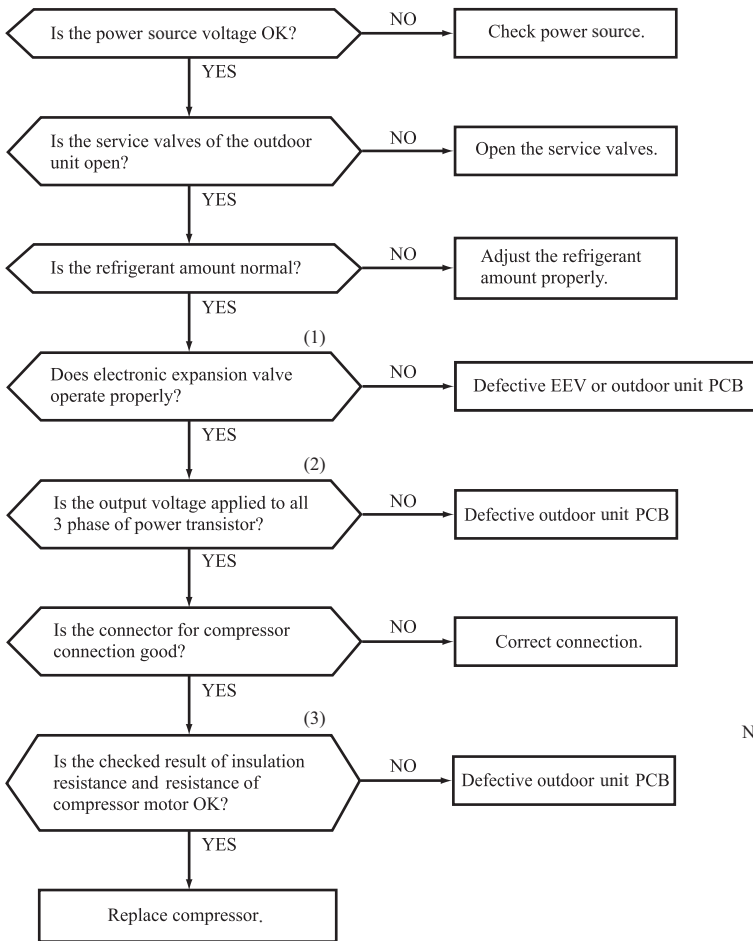 Is the power source voltage OK?
NO
Check power source.
YES
Is the service valves of the outdoor
unit open?
NO
Open the service valves.
YES
Is the refrigerant amount normal?
NO
Adjust the refrigerant
amount properly.
YES
(1)
Does electronic expansion valve
operate properly?
NO
Defective EEV or outdoor unit PCB
YES
(2)
Is the output voltage applied to all
3 phase of power transistor?
NO
Defective outdoor unit PCB
YES
Is the connector for compressor
connection good?
NO
Correct connection.
YES
(3)
N
Is the checked result of insulation
resistance and resistance of
compressor motor OK?
NO
Defective outdoor unit PCB
YES
Replace compressor.